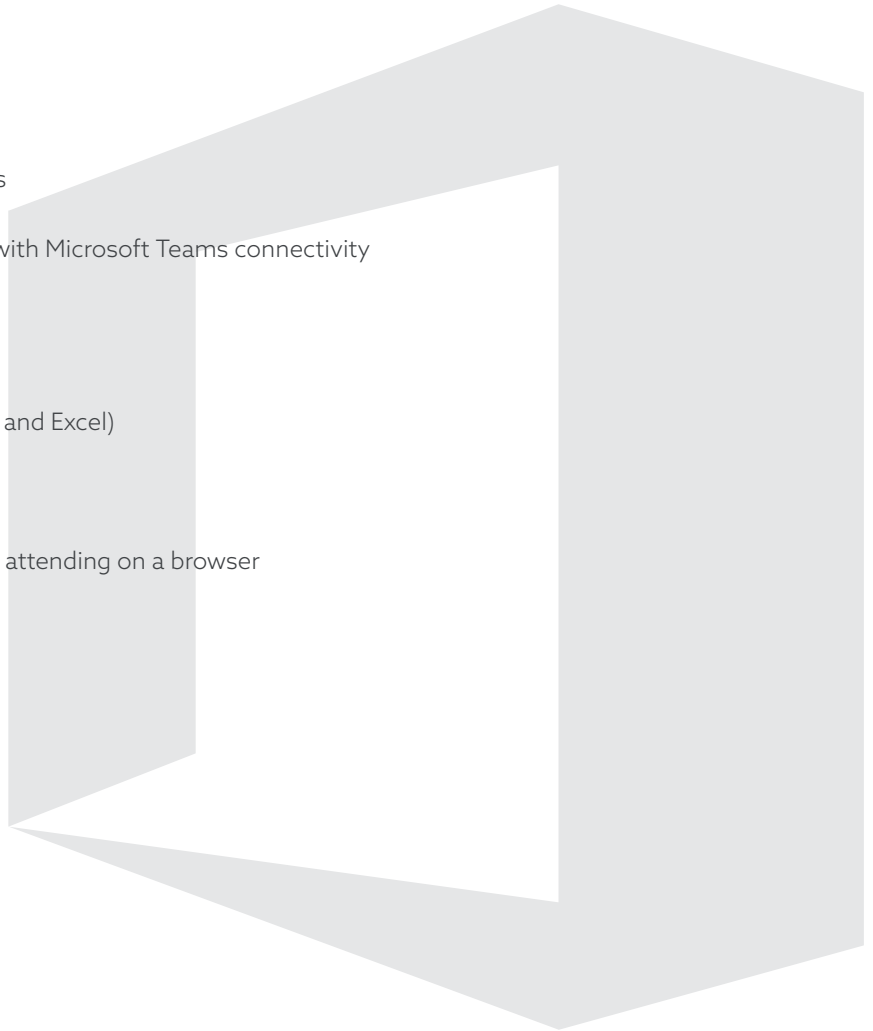 s
with Microsoft Teams connectivity
and Excel)
attending on a browser